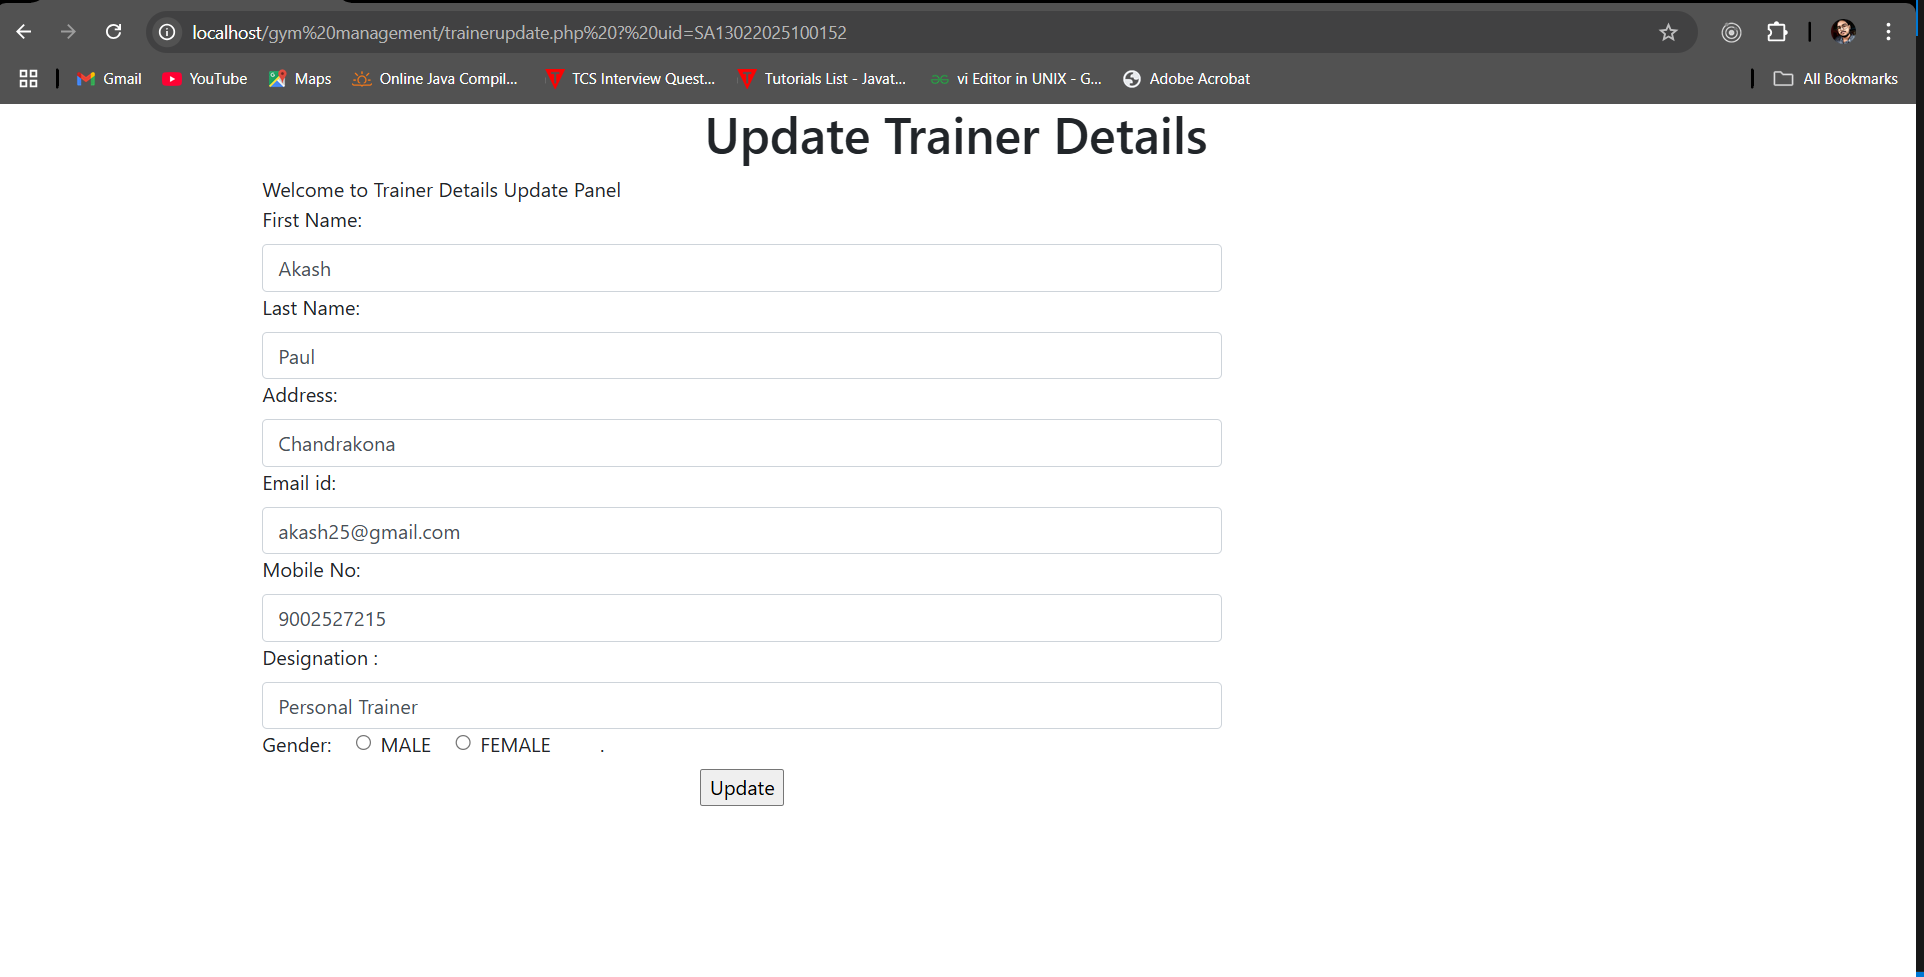 localhost/gym%20management/trainerupdate.php%20?%20uid=SA13022025100152
Gmail YouTube Maps Online Java Compil... TCS Interview Quest... Tutorials List - Javat... vi Editor in UNIX - G... Adobe Acrobat All Bookmarks
Update Trainer Details
Welcome to Trainer Details Update Panel
First Name:
Akash
Last Name:
Paul
Address:
Chandrakona
Email id:
akash25@gmail.com
Mobile No:
9002527215
Designation :
Personal Trainer
Gender: MALE FEMALE .
Update